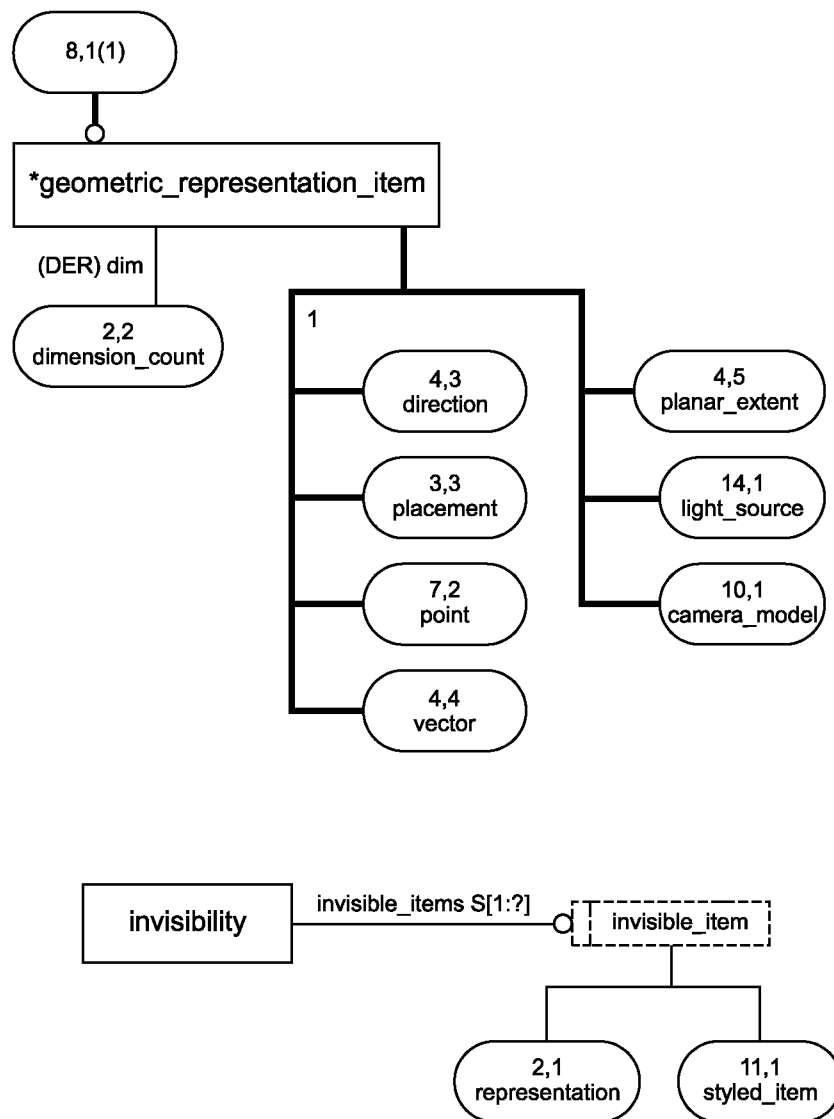 8,1(1)
*geometric_representation_item
(DER) dim
2,2
dimension_count
1
4,3
direction
4,5
planar_extent
3,3
placement
14,1
light_source
7,2
point
10,1
camera_model
4,4
vector
invisibility
invisible_items S[1:?]
invisible_item
2,1
representation
11,1
styled_item